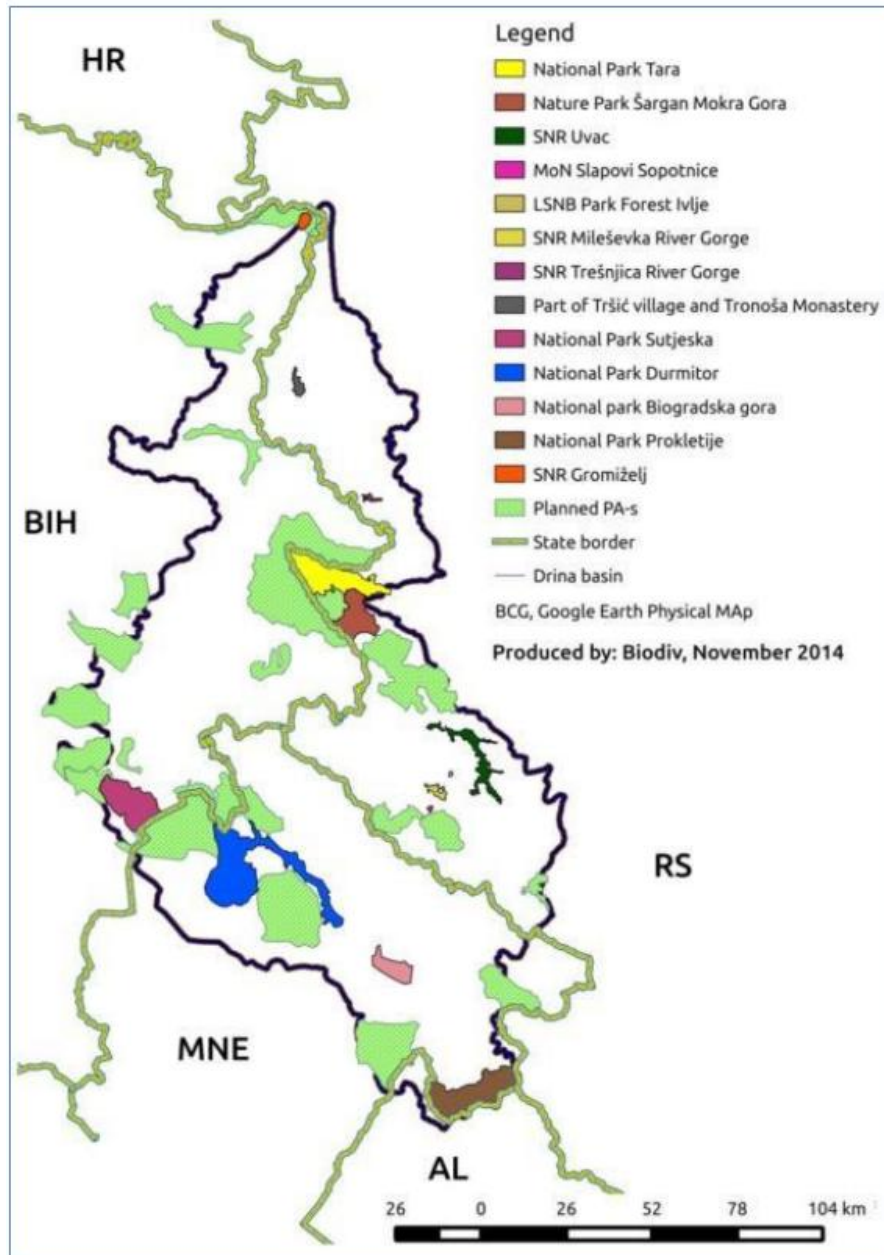 HR
BIH
RS
MNE
AL
Legend
National Park Tara
Nature Park Šargan Mokra Gora
SNR Uvac
MoN Slapovi Sopotnice
LSNB Park Forest Ivlje
SNR Mileševka River Gorge
SNR Trešnjica River Gorge
Part of Tršić village and Tronoša Monastery
National Park Sutjeska
National Park Durmitor
National park Biogradska gora
National Park Prokletije
SNR Gromiželj
Planned PA-s
State border
Drina basin
BCG, Google Earth Physical MAp
Produced by: Biodiv, November 2014
26 0 26 52 78 104 km